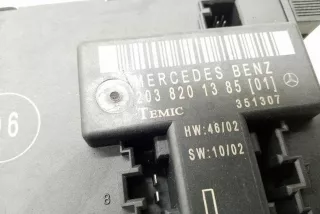 MERCEDES BENZ
203 820 13 85 [01]
TEMIC
351307
HW:46/02
SW:10/02
8